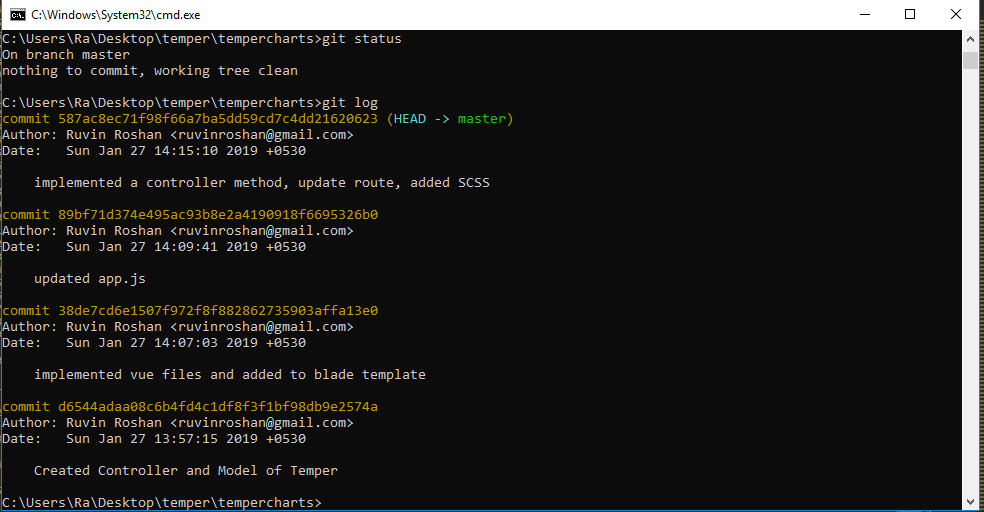 C:\Windows\System32\cmd.exe
C:\Users\Ra\Desktop\temper\tempercharts>git status
On branch master
nothing to commit, working tree clean
C:\Users\Ra\Desktop\temper\tempercharts>git log
commit 587ac8ec71f98f66a7ba5dd59cd7c4dd21620623 (HEAD -> master)
Author: Ruvin Roshan <ruvinroshan@gmail.com>
Date:   Sun Jan 27 14:15:10 2019 +0530
implemented a controller method, update route, added SCSS
commit 89bf71d374e495ac93b8e2a4190918f6695326b0
Author: Ruvin Roshan <ruvinroshan@gmail.com>
Date:   Sun Jan 27 14:09:41 2019 +0530
updated app.js
commit 38de7cd6e1507f972f8f882862735903affa13e0
Author: Ruvin Roshan <ruvinroshan@gmail.com>
Date:   Sun Jan 27 14:07:03 2019 +0530
implemented vue files and added to blade template
commit d6544adaa08c6b4fd4c1df8f3f1bf98db9e2574a
Author: Ruvin Roshan <ruvinroshan@gmail.com>
Date:   Sun Jan 27 13:57:15 2019 +0530
Created Controller and Model of Temper
C:\Users\Ra\Desktop\temper\tempercharts>